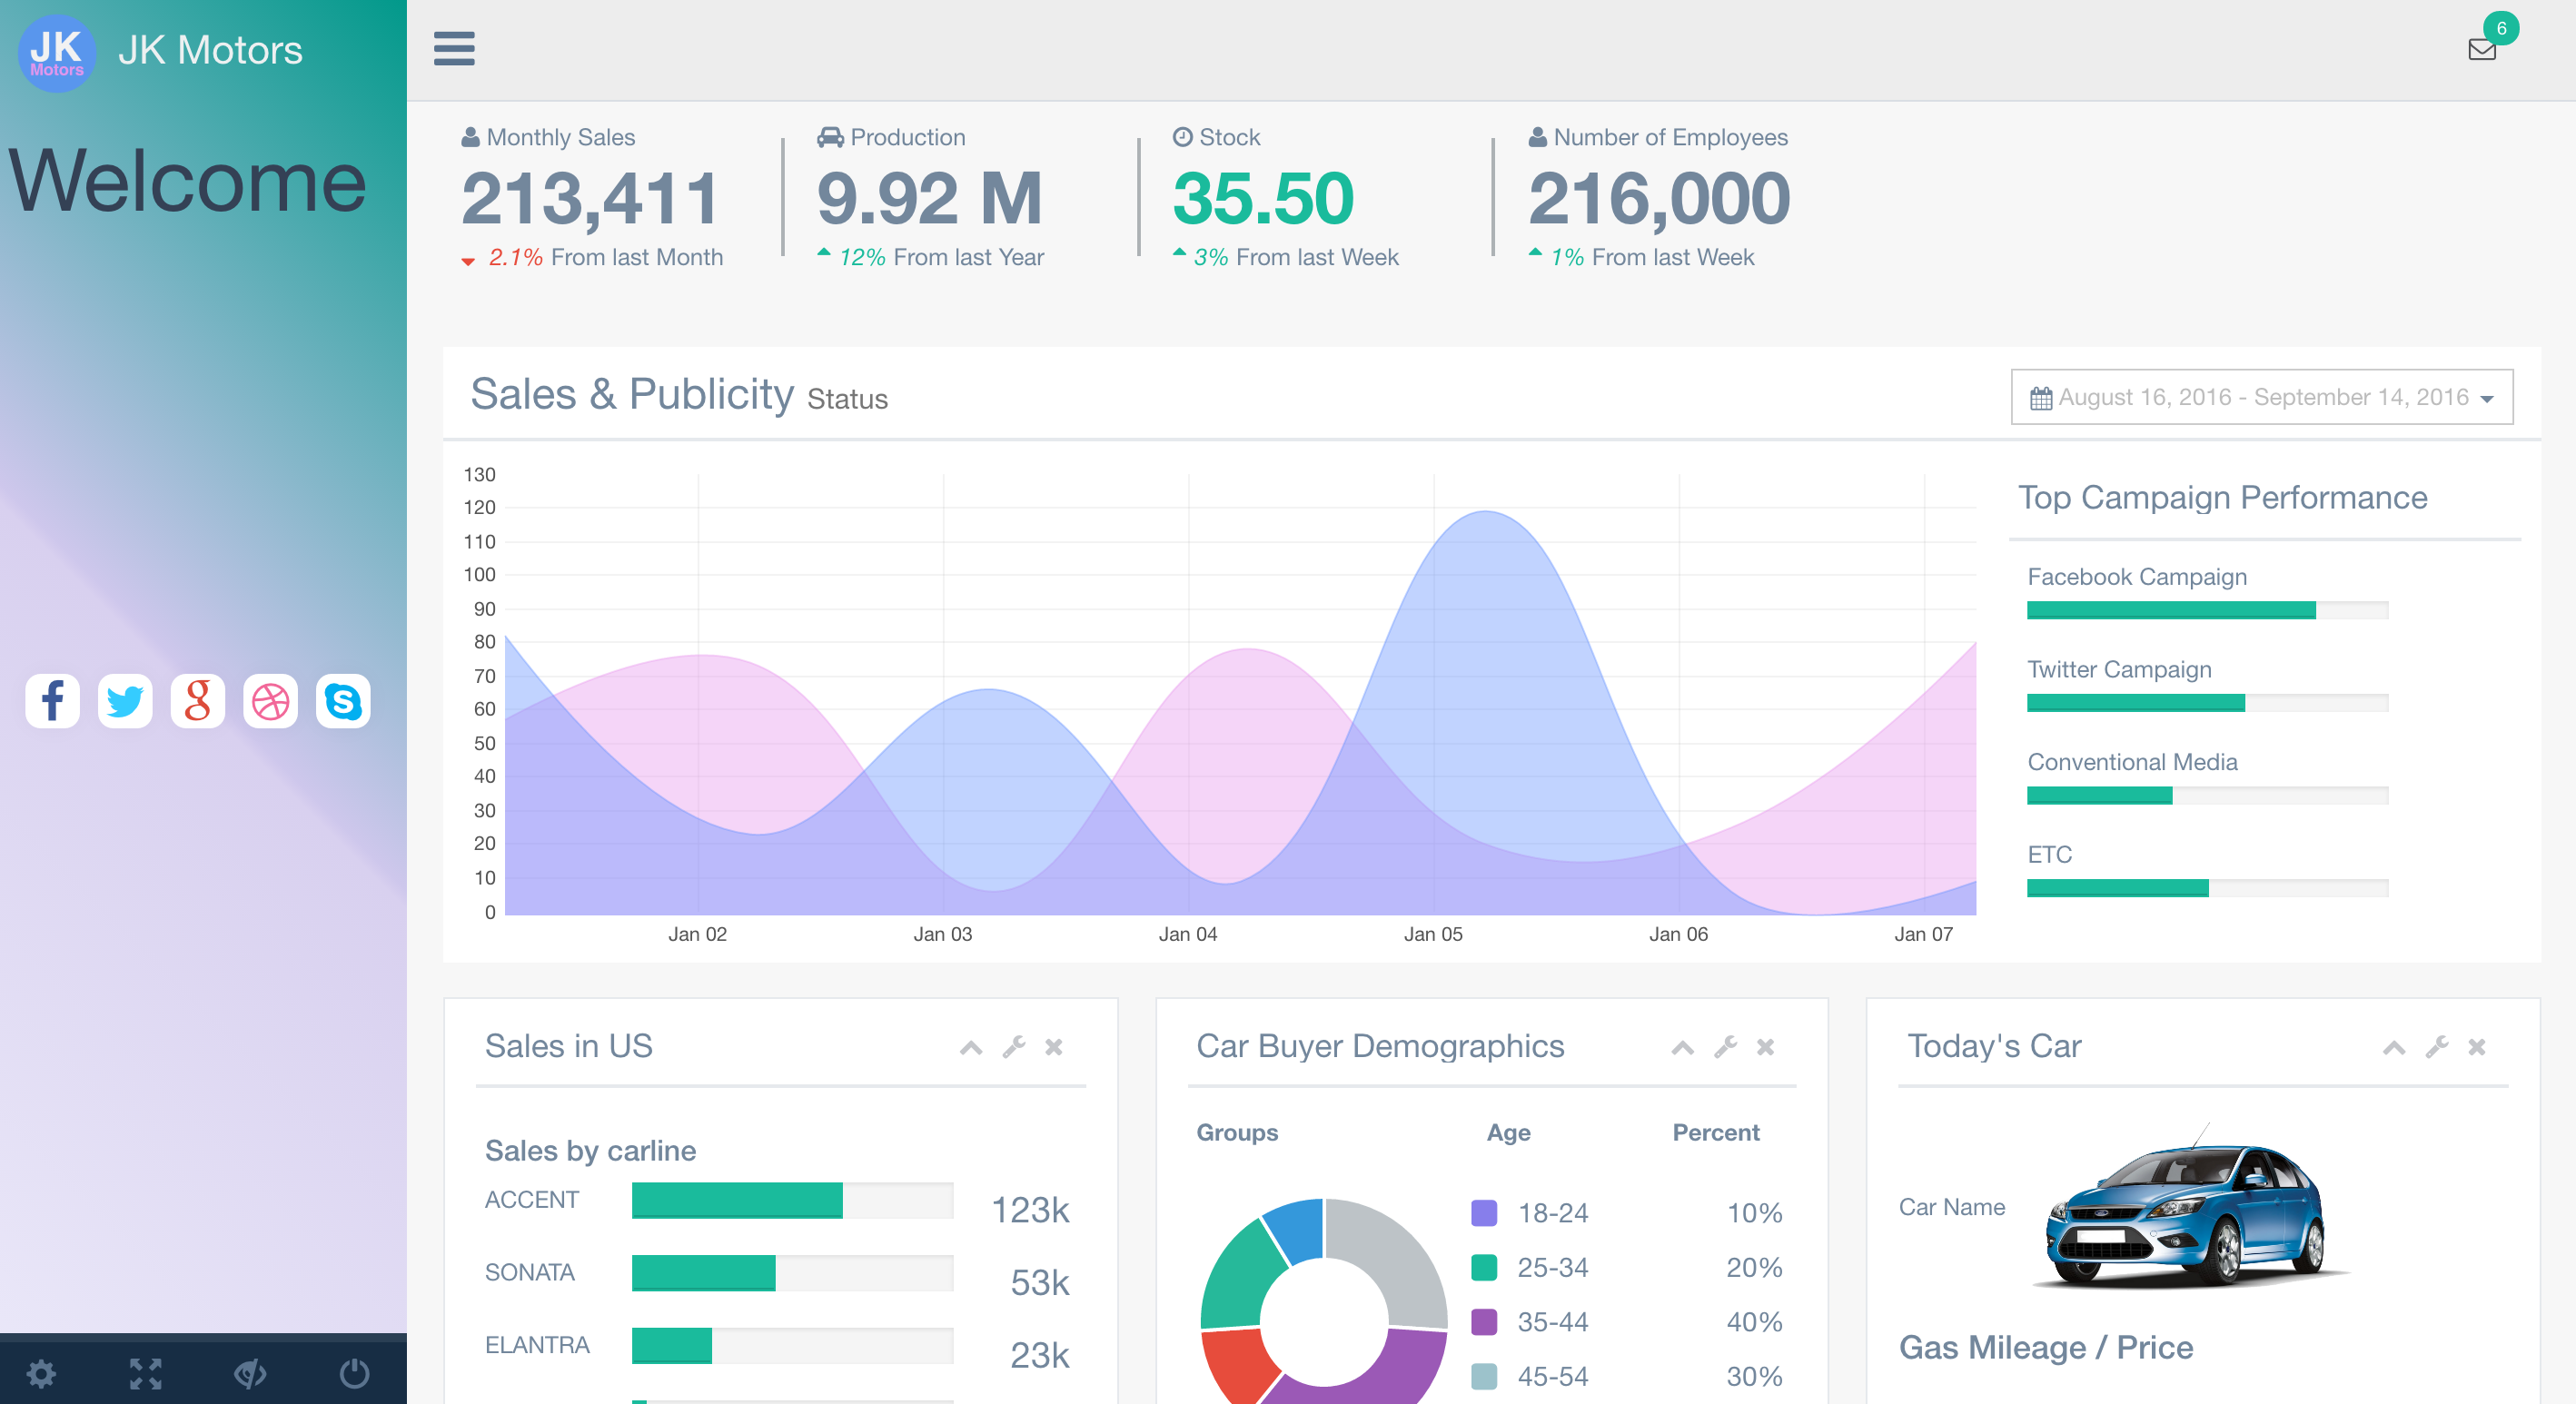 JK
Motors
JK Motors
Welcome
6
Monthly Sales
213,411
2.1% From last Month
Production
9.92 M
12% From last Year
Stock
35.50
3% From last Week
Number of Employees
216,000
1% From last Week
Sales & Publicity Status
August 16, 2016 - September 14, 2016
130
120
110
100
90
80
70
60
50
40
30
20
10
0
Jan 02
Jan 03
Jan 04
Jan 05
Jan 06
Jan 07
Top Campaign Performance
Facebook Campaign
Twitter Campaign
Conventional Media
ETC
Sales in US
Sales by carline
ACCENT 123k
SONATA 53k
ELANTRA 23k
Car Buyer Demographics
Groups Age Percent
18-24 10%
25-34 20%
35-44 40%
45-54 30%
Today's Car
Car Name
Gas Mileage / Price